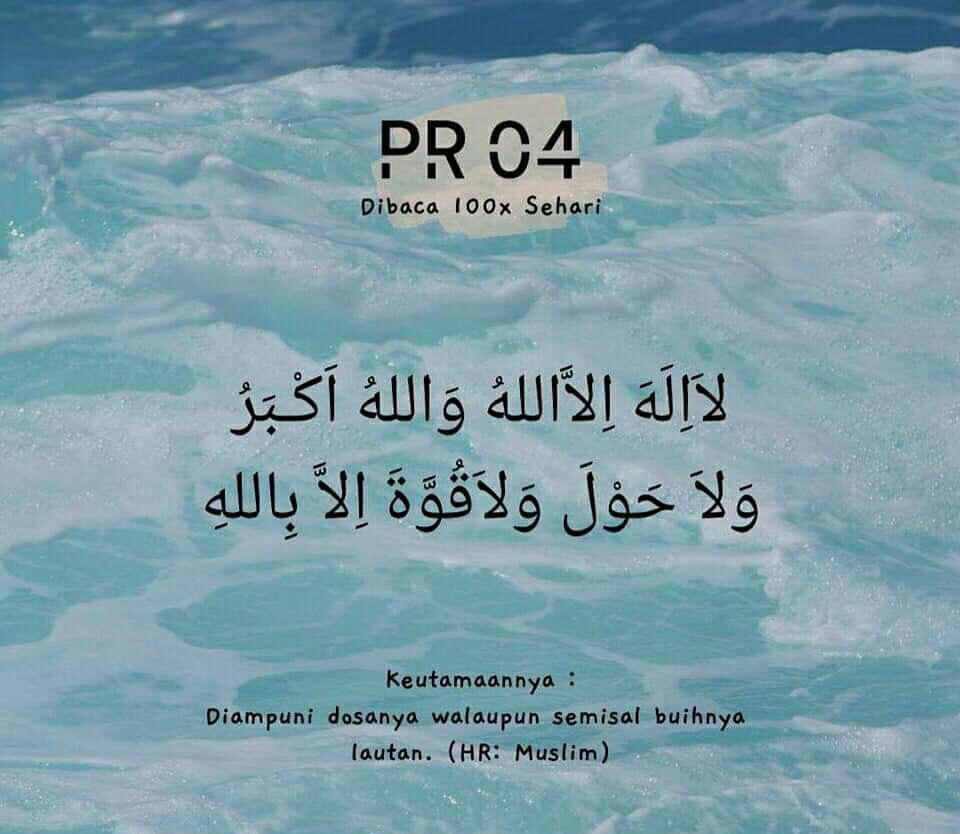 PR 04
Dibaca 100x Sehari
لاَاِلَهَ اِلاَّاللهُ وَاللهُ اَكْبَرُ
وَلاَ حَوْلَ وَلاَقُوَّةَ اِلاَّ بِاللهِ
Keutamaannya :
Diampuni dosanya walaupun semisal buihnya
lautan. (HR: Muslim)